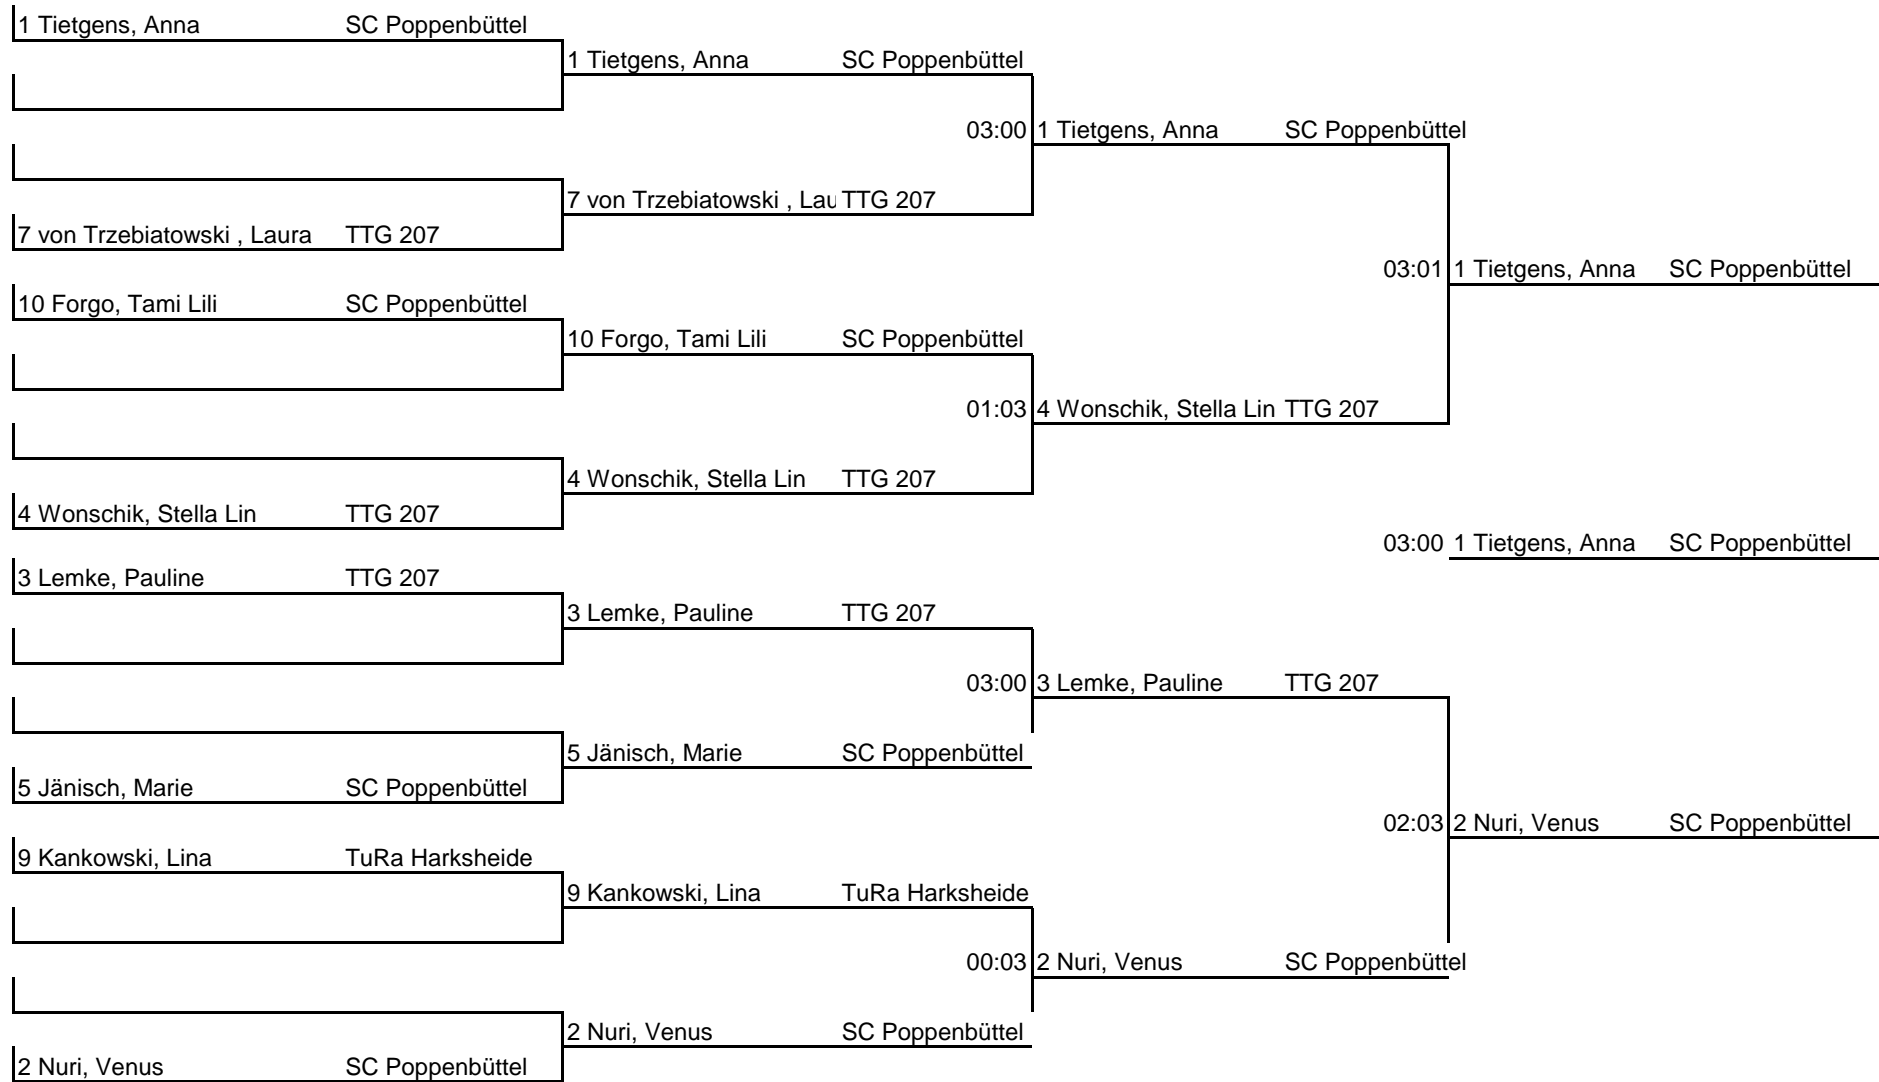 1 Tietgens, Anna SC Poppenbüttel
1 Tietgens, Anna SC Poppenbüttel
03:00 1 Tietgens, Anna SC Poppenbüttel
7 von Trzebiatowski , Lau TTG 207
7 von Trzebiatowski , Laura TTG 207
03:01 1 Tietgens, Anna SC Poppenbüttel
10 Forgo, Tami Lili SC Poppenbüttel
10 Forgo, Tami Lili SC Poppenbüttel
01:03 4 Wonschik, Stella Lin TTG 207
4 Wonschik, Stella Lin TTG 207
4 Wonschik, Stella Lin TTG 207
03:00 1 Tietgens, Anna SC Poppenbüttel
3 Lemke, Pauline TTG 207
3 Lemke, Pauline TTG 207
03:00 3 Lemke, Pauline TTG 207
5 Jänisch, Marie SC Poppenbüttel
5 Jänisch, Marie SC Poppenbüttel
02:03 2 Nuri, Venus SC Poppenbüttel
9 Kankowski, Lina TuRa Harksheide
9 Kankowski, Lina TuRa Harksheide
00:03 2 Nuri, Venus SC Poppenbüttel
2 Nuri, Venus SC Poppenbüttel
2 Nuri, Venus SC Poppenbüttel